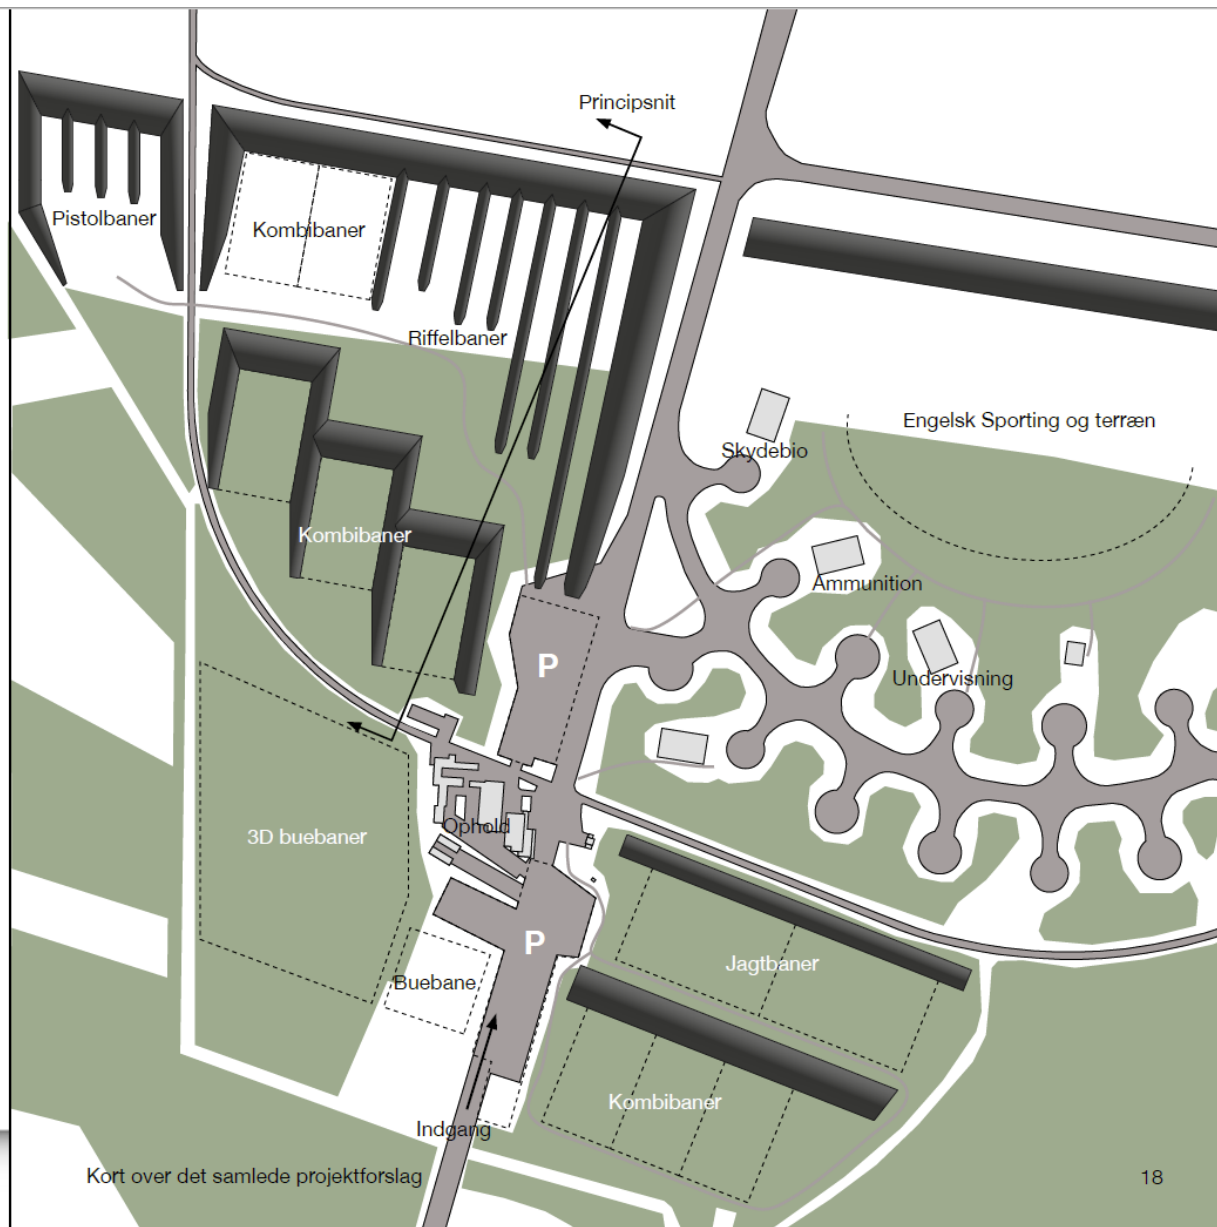 Principsnit
Pistolbaner
Kombibaner
Riffelbaner
Engelsk Sporting og terræn
Skydebio
Kombibaner
Ammunition
P
Undervisning
3D buebaner
Ophold
P
Jagtbaner
Buebane
Kombibaner
Indgang
Kort over det samlede projektforslag
18